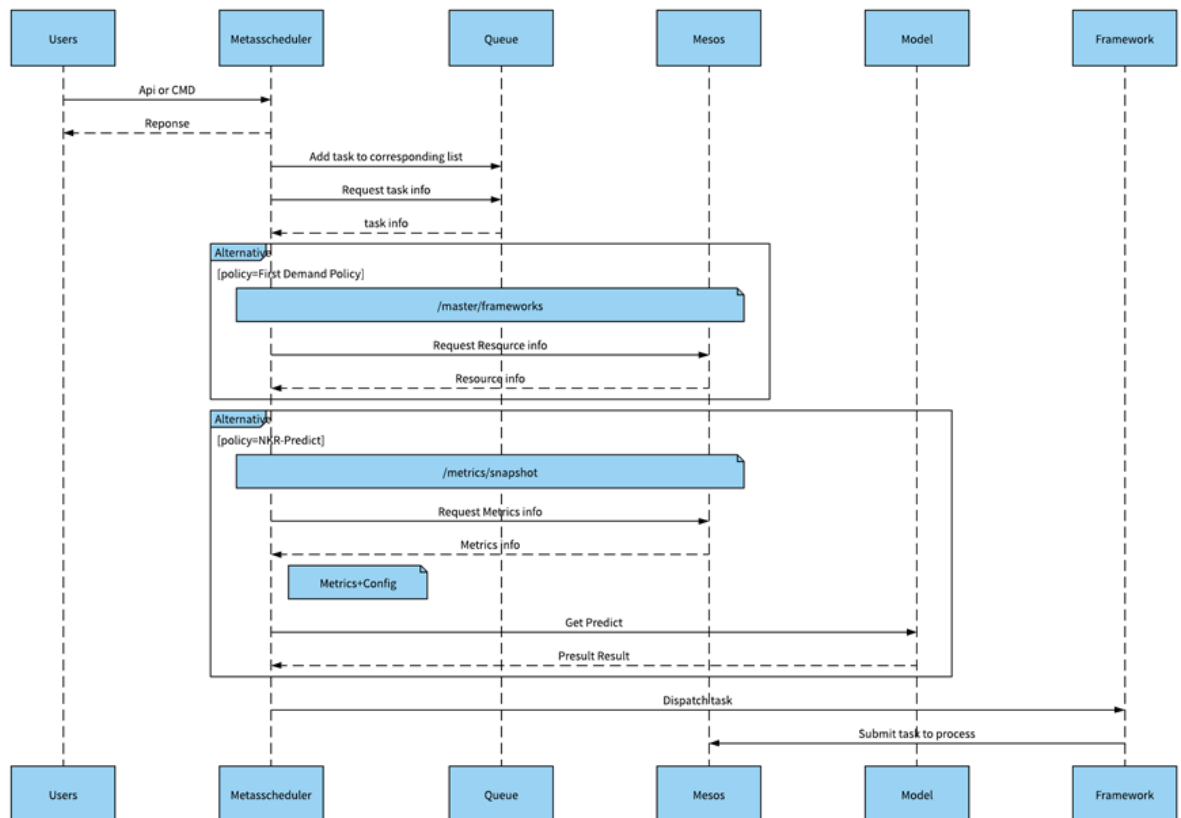 Users
Metasscheduler
Queue
Mesos
Model
Framework
Api or CMD
Reponse
Add task to corresponding list
Request task info
task info
Alternative
[policy=First Demand Policy]
/master/frameworks
Request Resource info
Resource info
Alternative
[policy=NKR-Predict]
/metrics/snapshot
Request Metrics info
Metrics info
Metrics+Config
Get Predict
Presult Result
Dispatch task
Submit task to process
Users
Metasscheduler
Queue
Mesos
Model
Framework